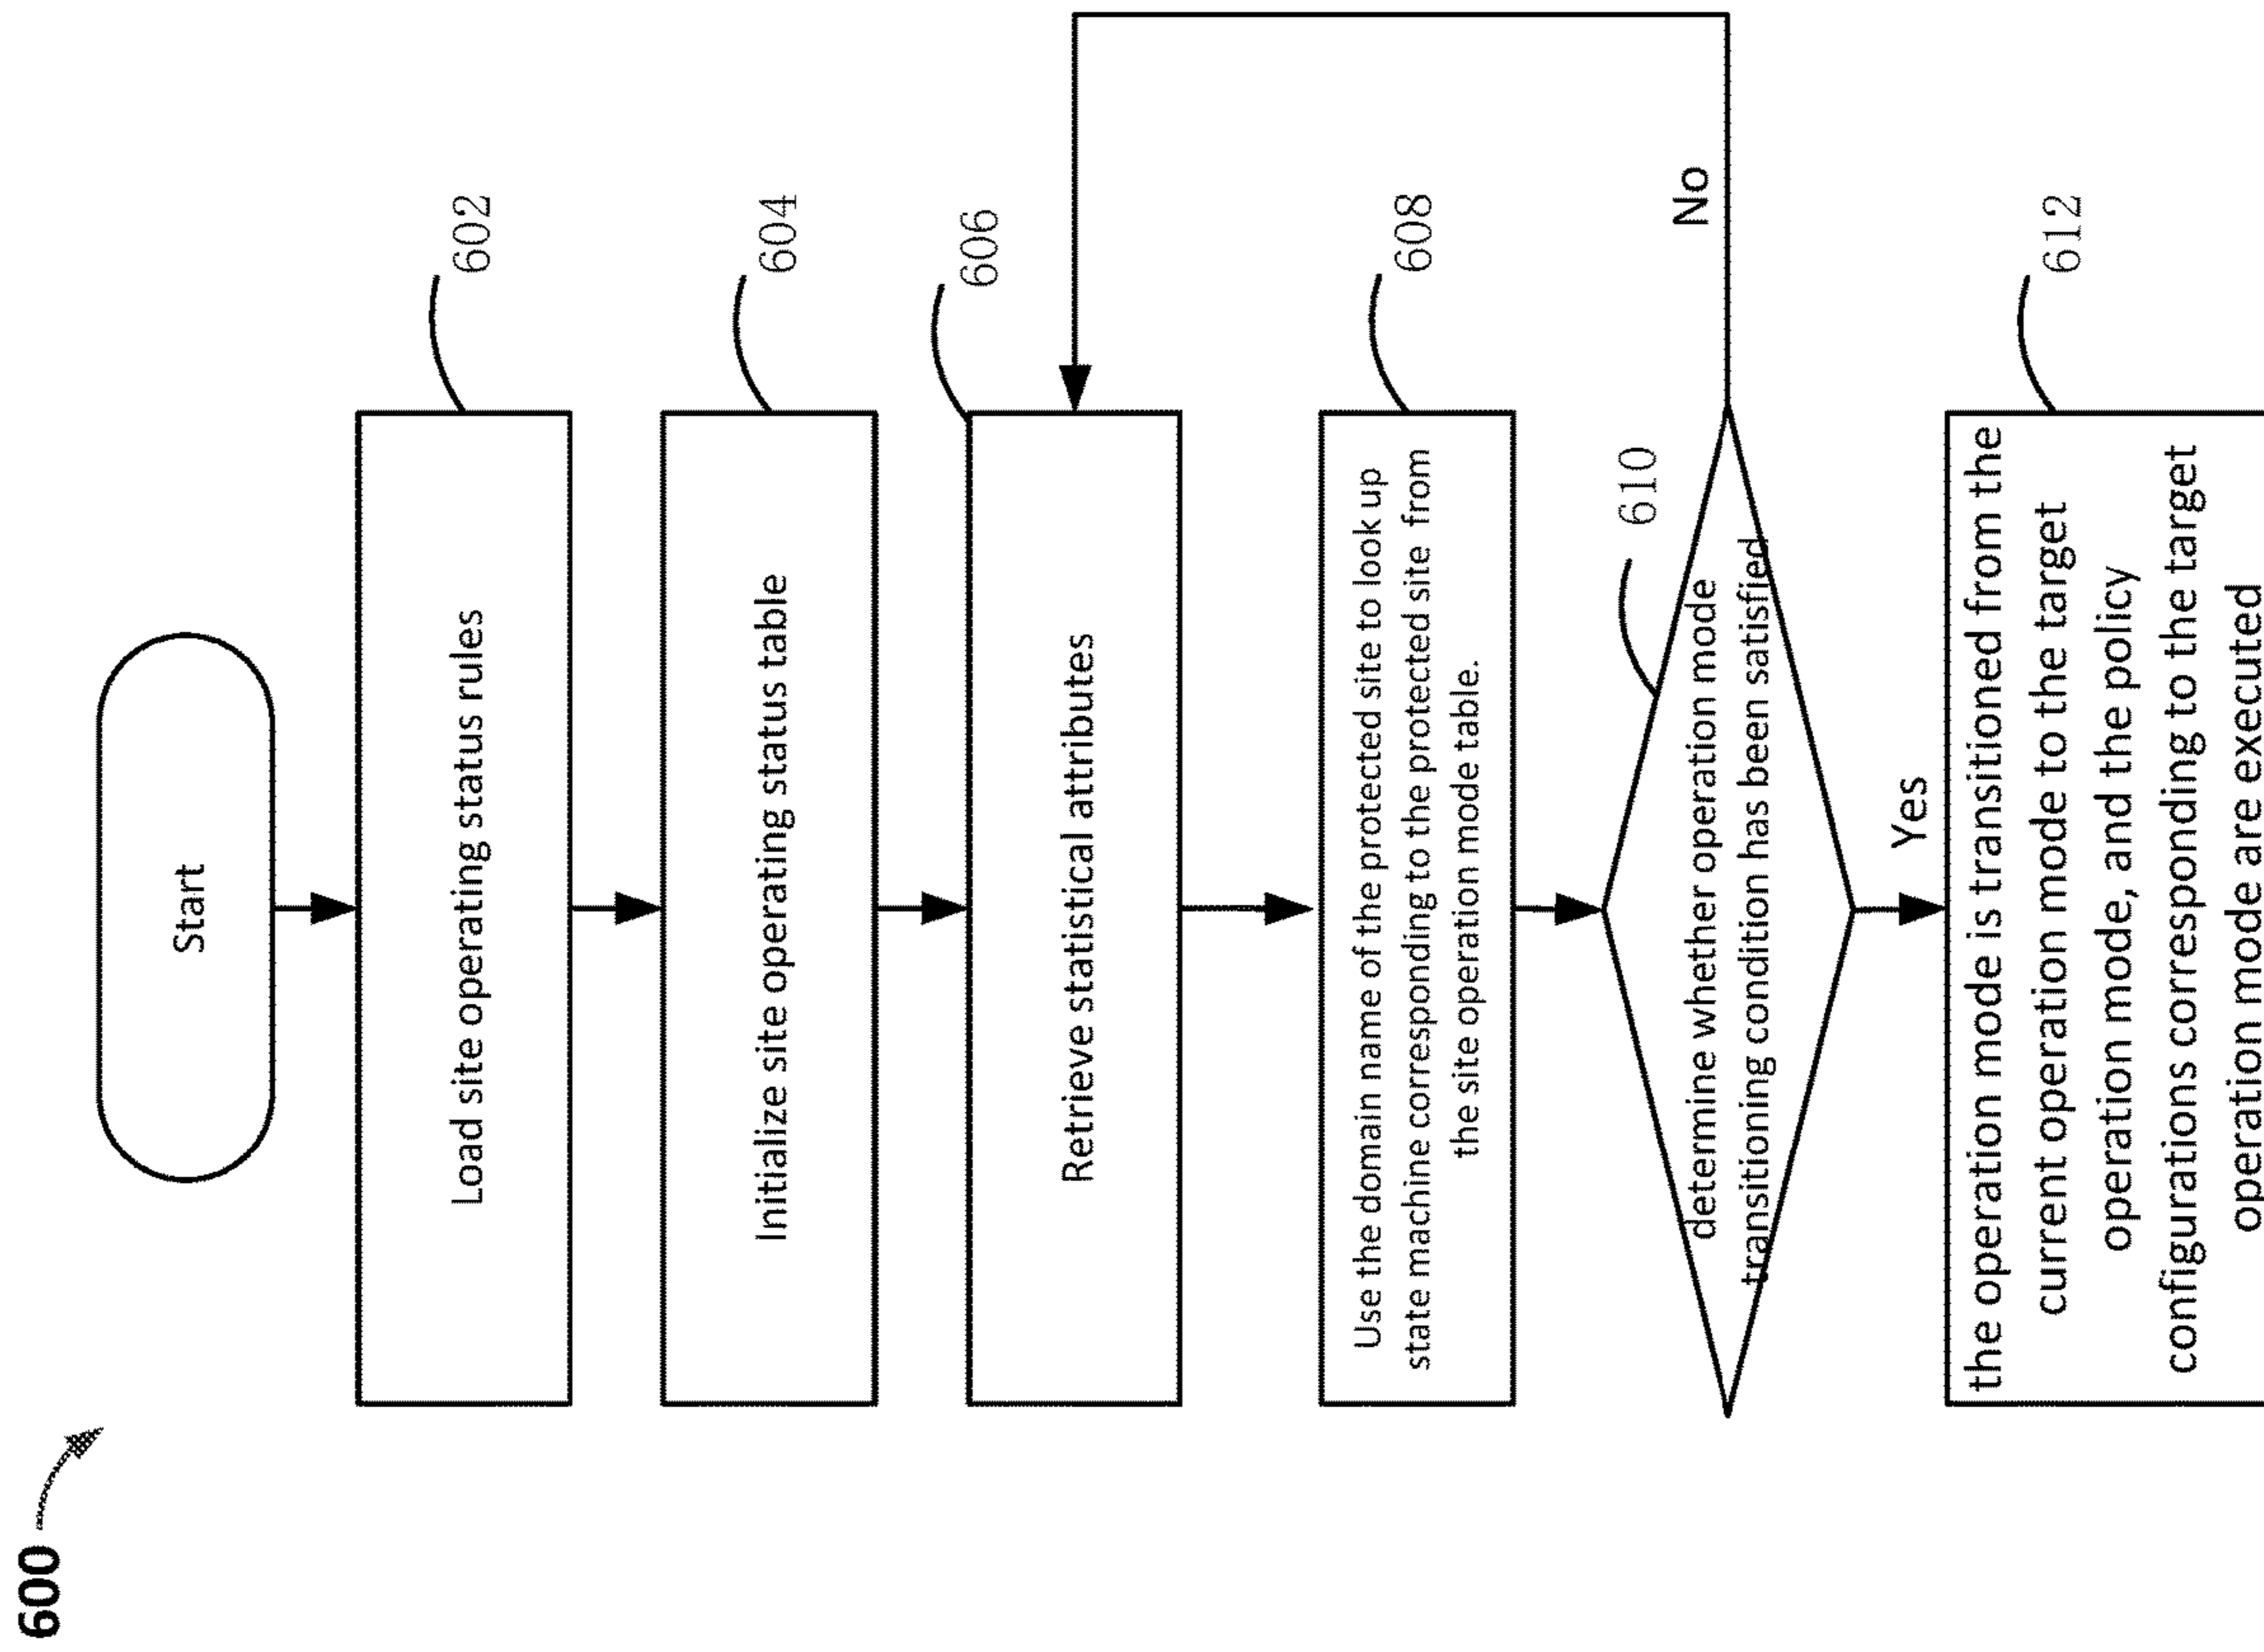 600
Start
Load site operating status rules
602
Initialize site operating status table
604
Retrieve statistical attributes
606
Use the domain name of the protected site to look up
state machine corresponding to the protected site from
the site operation mode table.
608
determine whether operation mode
transitioning condition has been satisfied
610
No
Yes
the operation mode is transitioned from the
current operation mode to the target
operation mode, and the policy
configurations corresponding to the target
operation mode are executed
612